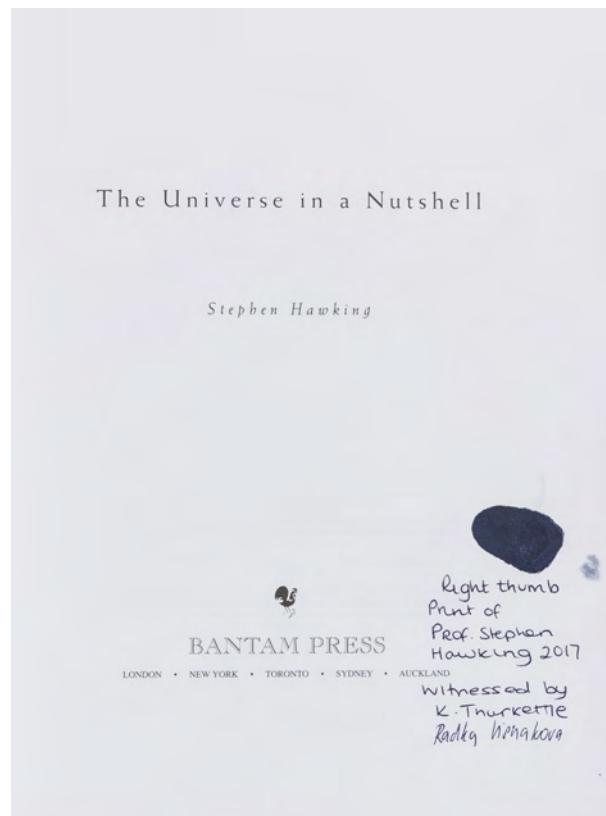 The Universe in a Nutshell
Stephen Hawking
Right thumb
Print of
Prof. Stephen
Hawking 2017
BANTAM PRESS
LONDON • NEW YORK • TORONTO • SYDNEY • AUCKLAND
Witnessed by
K. Thurkettle
Radka